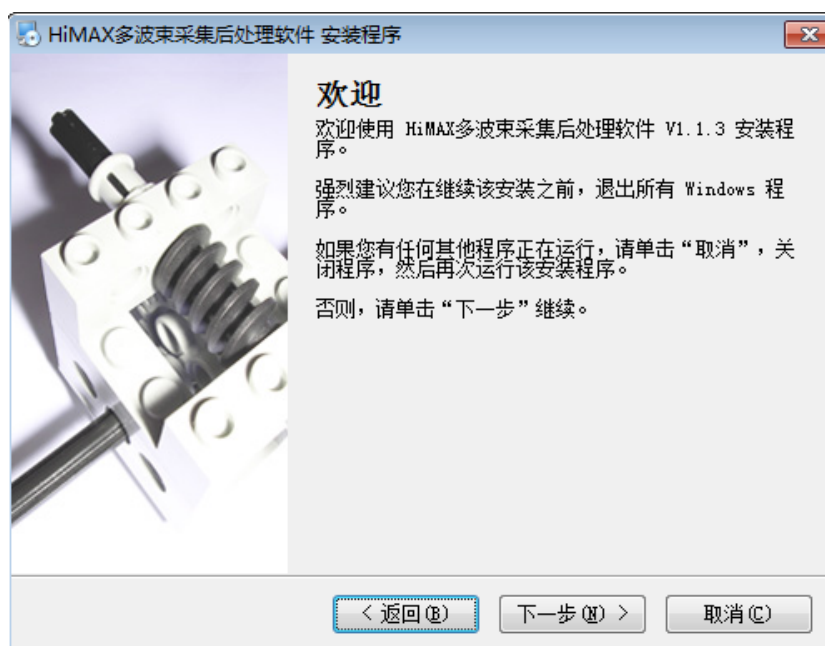 HiMAX多波束采集后处理软件 安装程序
欢迎
欢迎使用 HiMAX多波束采集后处理软件 V1.1.3 安装程
序。
强烈建议您在继续该安装之前，退出所有 Windows 程
序。
如果您有任何其他程序正在运行，请单击“取消”，关
闭程序，然后再次运行该安装程序。
否则，请单击“下一步”继续。
< 返回(B)
下一步(N) >
取消(C)